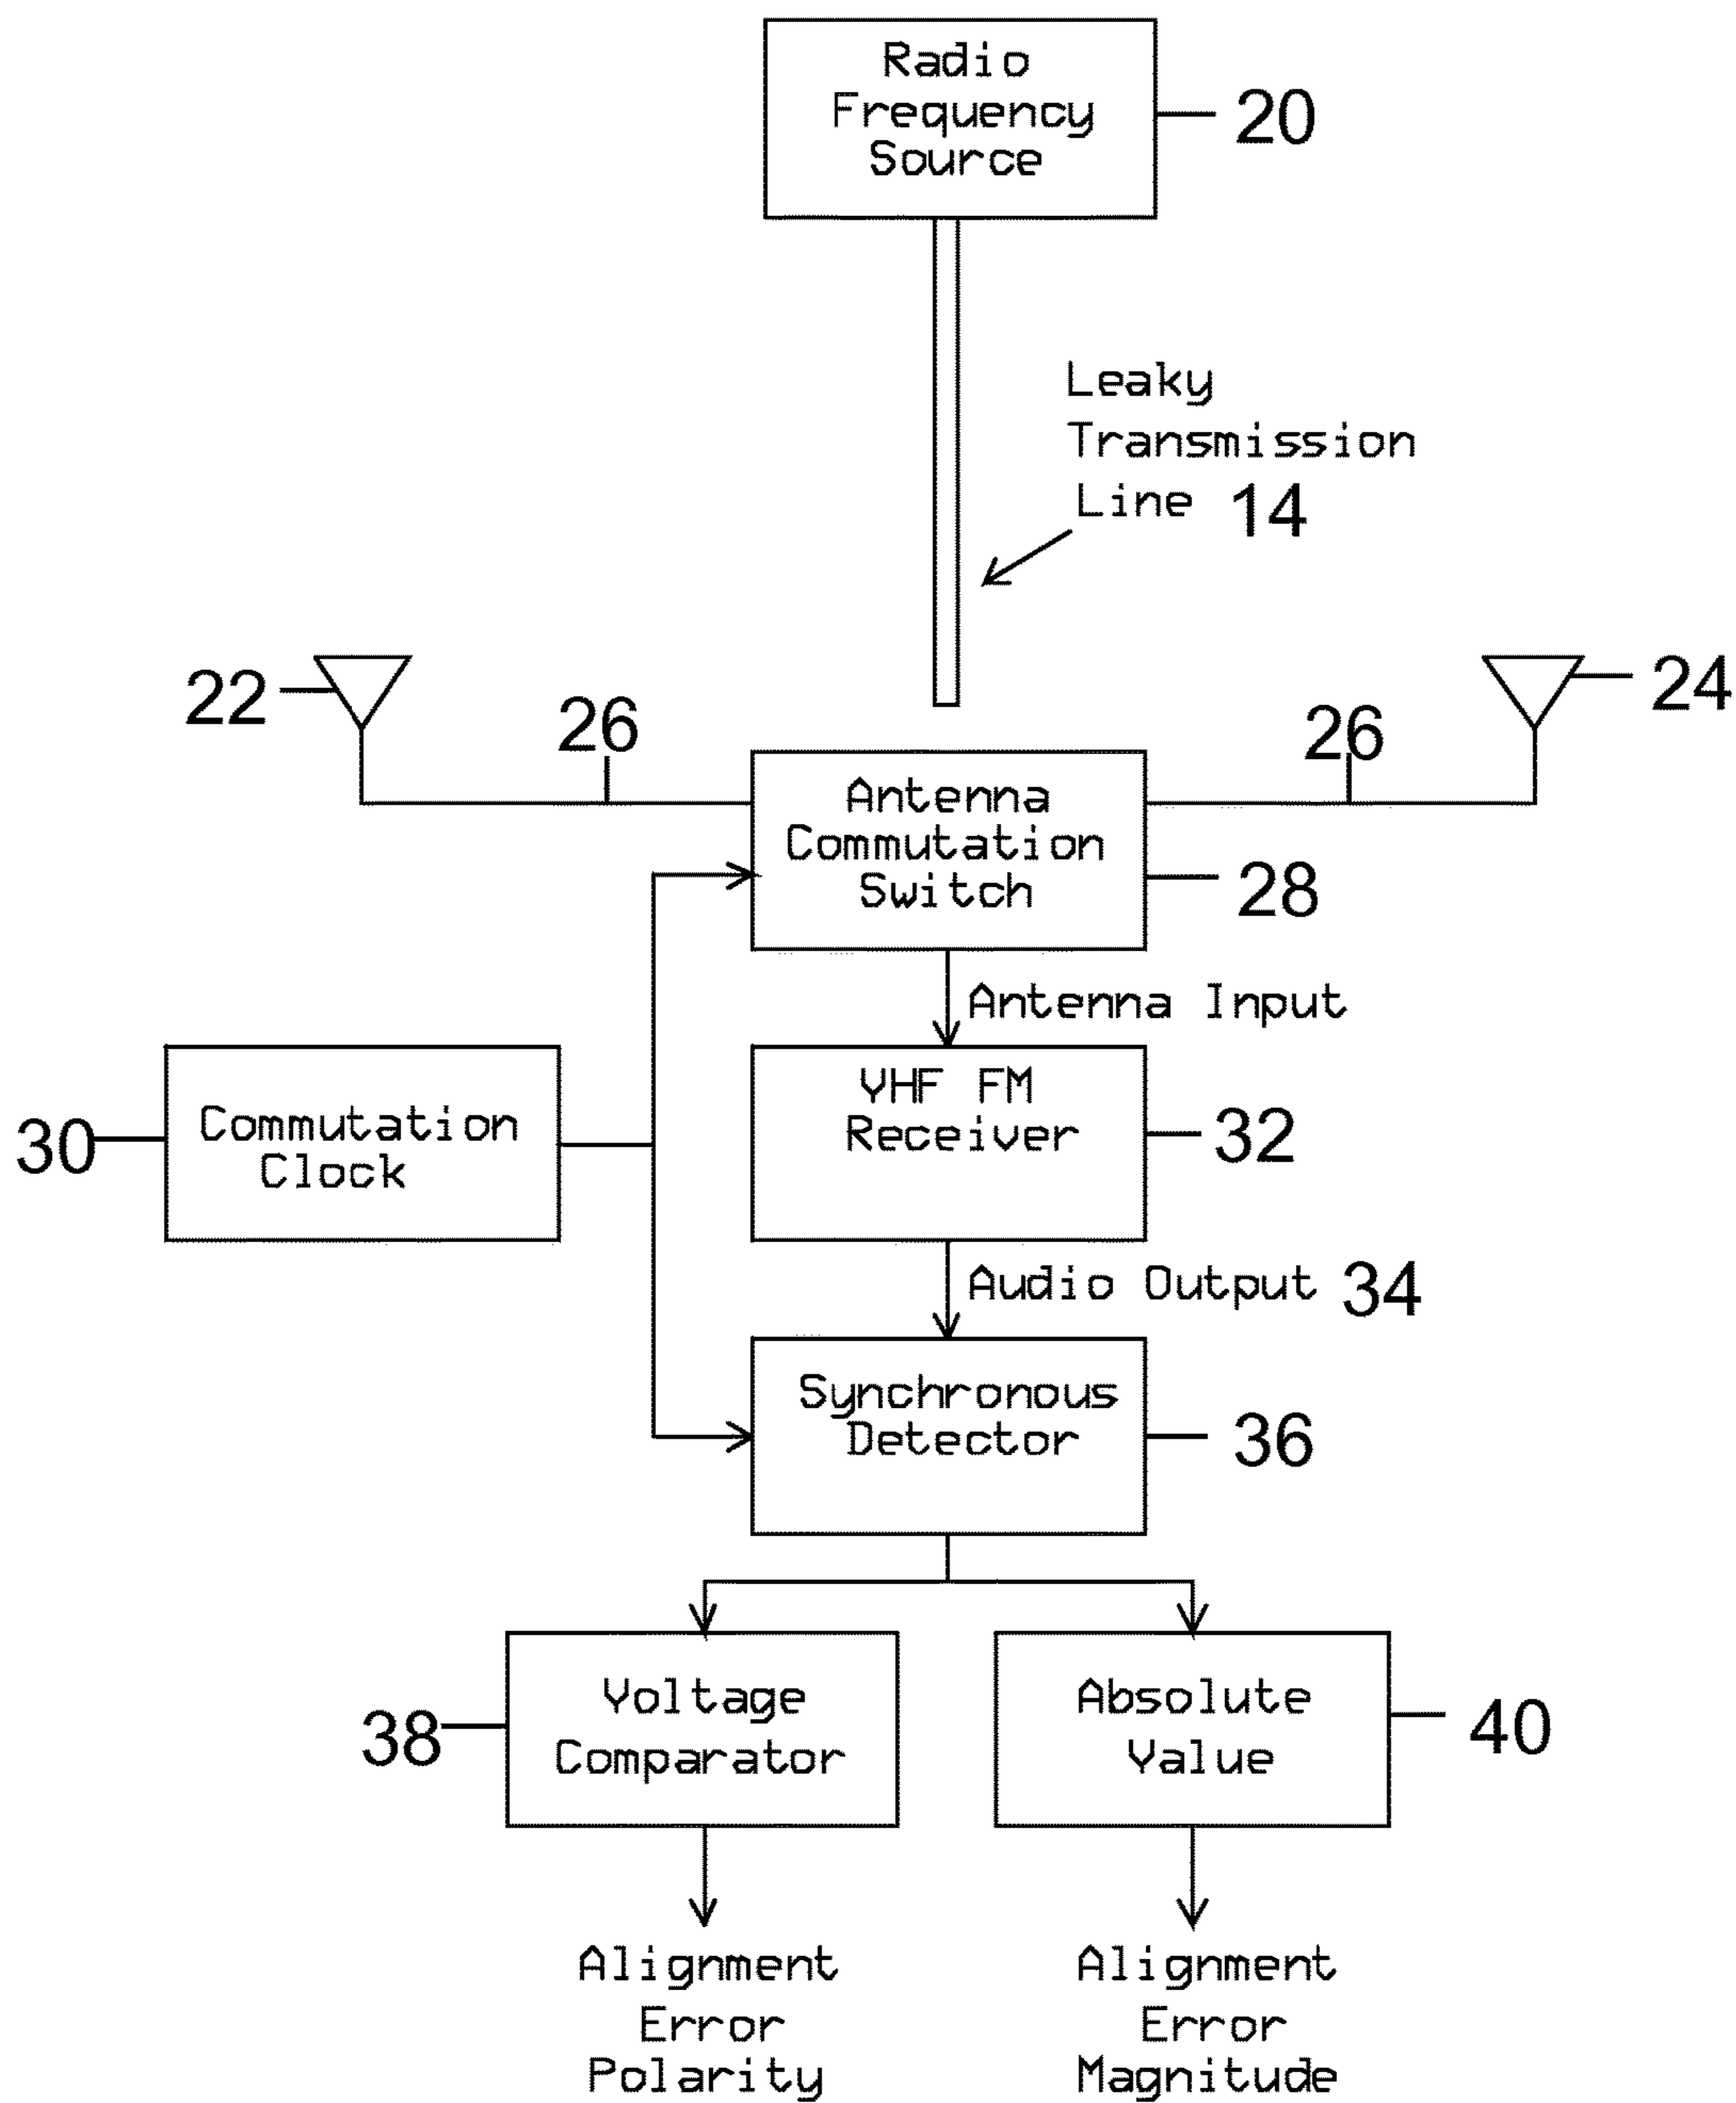 Radio
Frequency
Source
20
Leaky
Transmission
Line 14
22
26
26
24
Antenna
Commutation
Switch
28
Antenna Input
30
Commutation
Clock
VHF FM
Receiver
32
Audio Output 34
Synchronous
Detector
36
38
Voltage
Comparator
Absolute
Value
40
Alignment
Error
Polarity
Alignment
Error
Magnitude